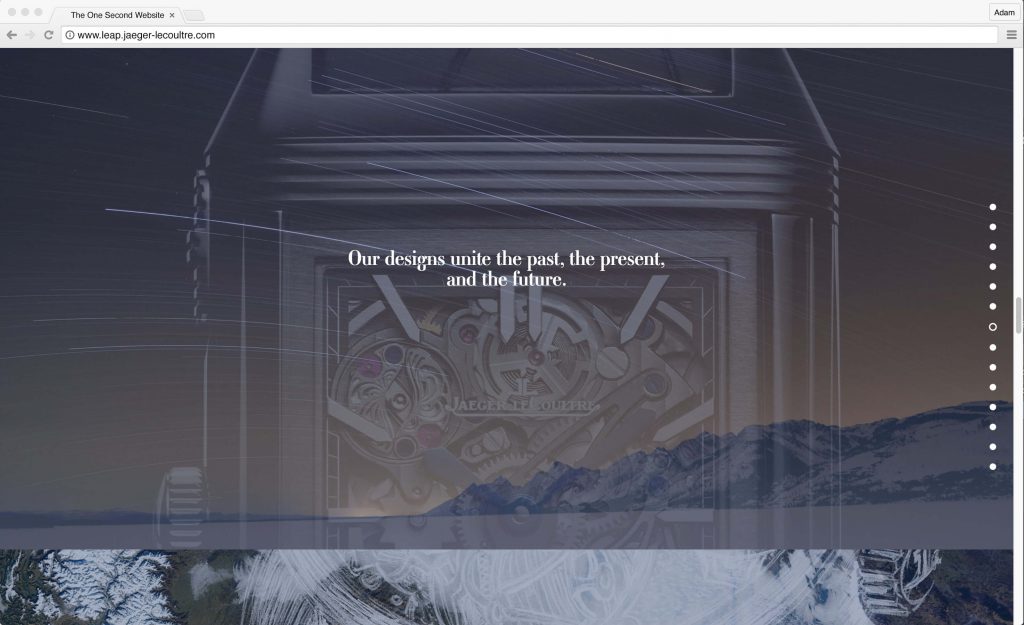 The One Second Website
Adam
www.leap.jaeger-lecoultre.com
Our designs unite the past, the present,
and the future.
JAEGER-LECOULTRE